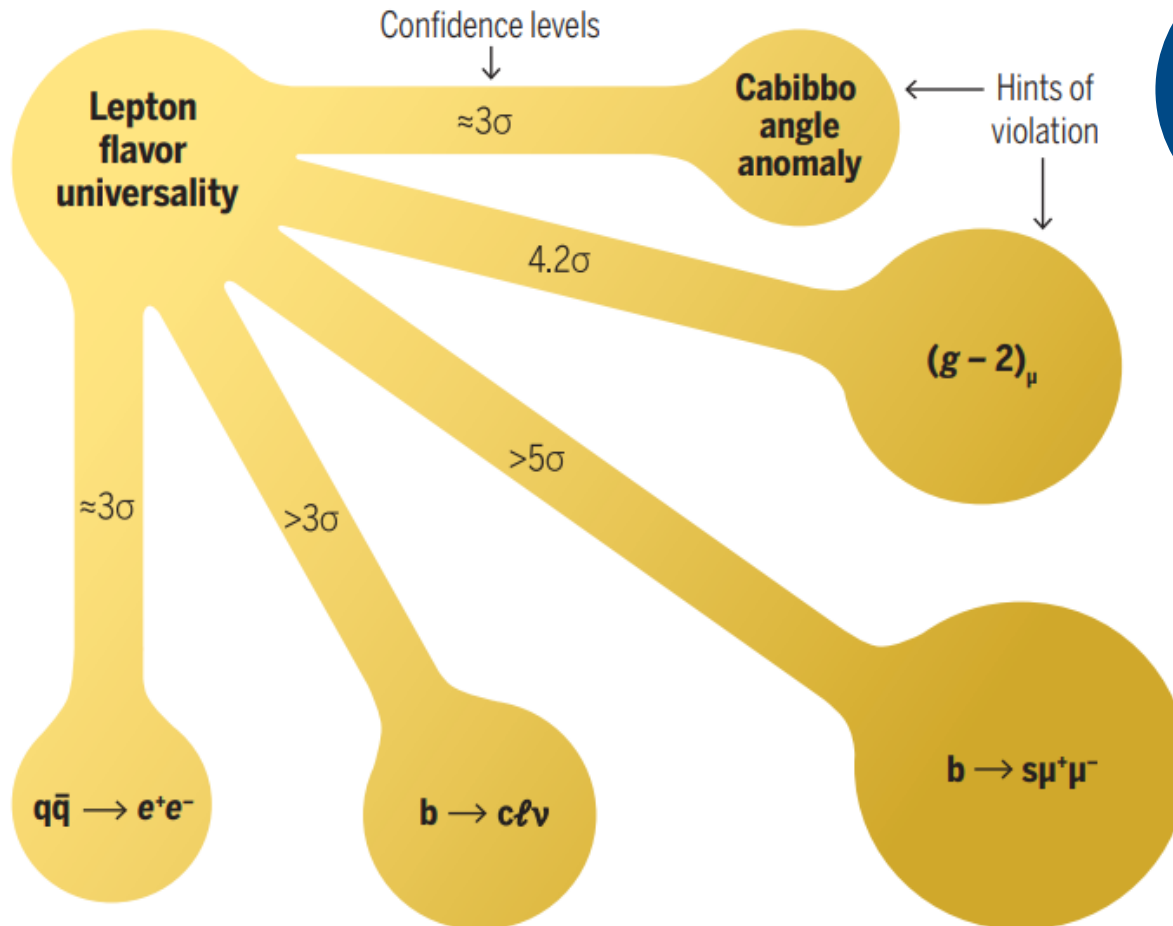 Confidence levels
Lepton
flavor
universality
≈3σ
Cabibbo
angle
anomaly
Hints of
violation
4.2σ
(g – 2)μ
>5σ
≈3σ
>3σ
b → sμ⁺μ⁻
qq̄ → e⁺e⁻
b → cℓν